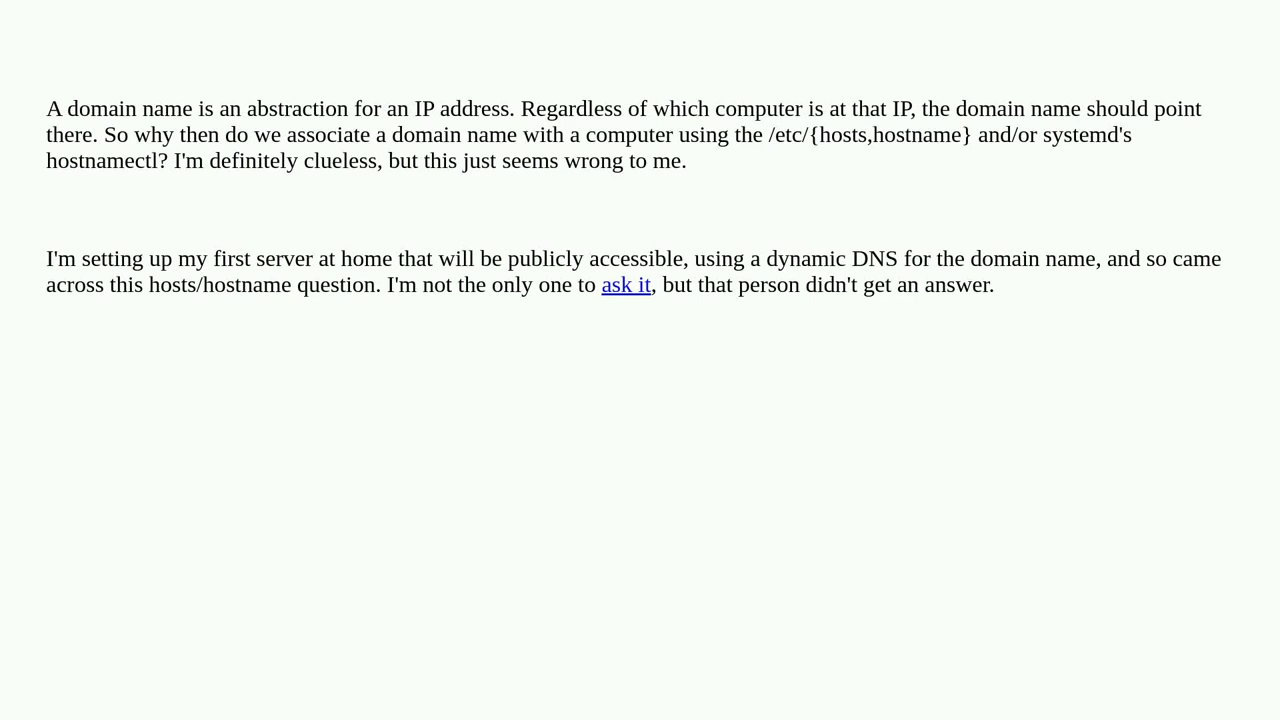 A domain name is an abstraction for an IP address. Regardless of which computer is at that IP, the domain name should point
there. So why then do we associate a domain name with a computer using the /etc/{hosts,hostname} and/or systemd's
hostnamectl? I'm definitely clueless, but this just seems wrong to me.
I'm setting up my first server at home that will be publicly accessible, using a dynamic DNS for the domain name, and so came
across this hosts/hostname question. I'm not the only one to ask it, but that person didn't get an answer.